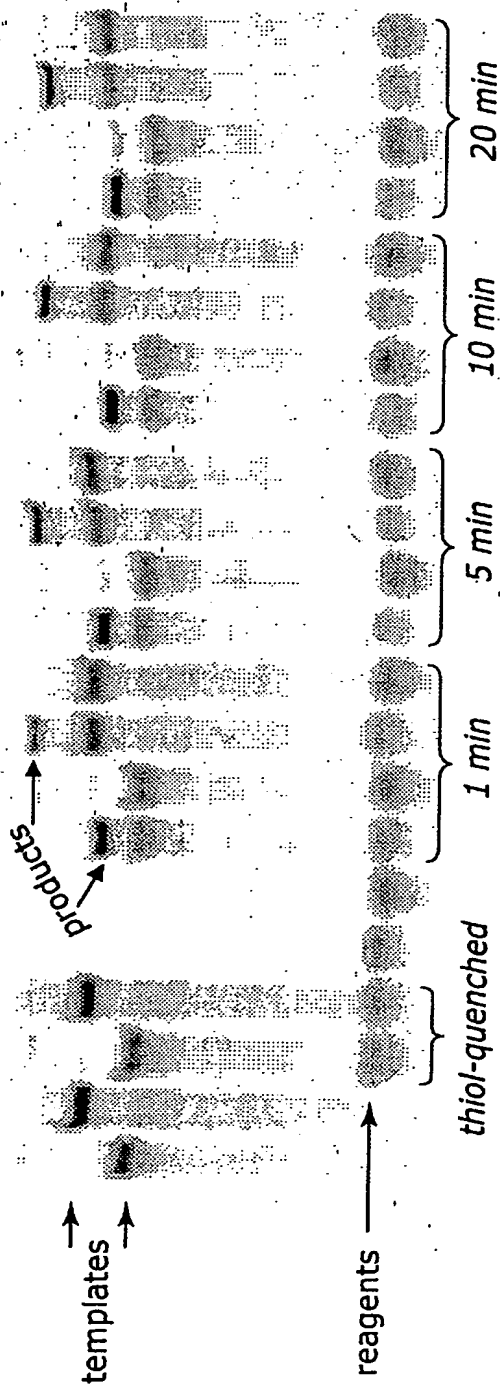 products
templates
reagents
thiol-quenched
1 min
5 min
10 min
20 min